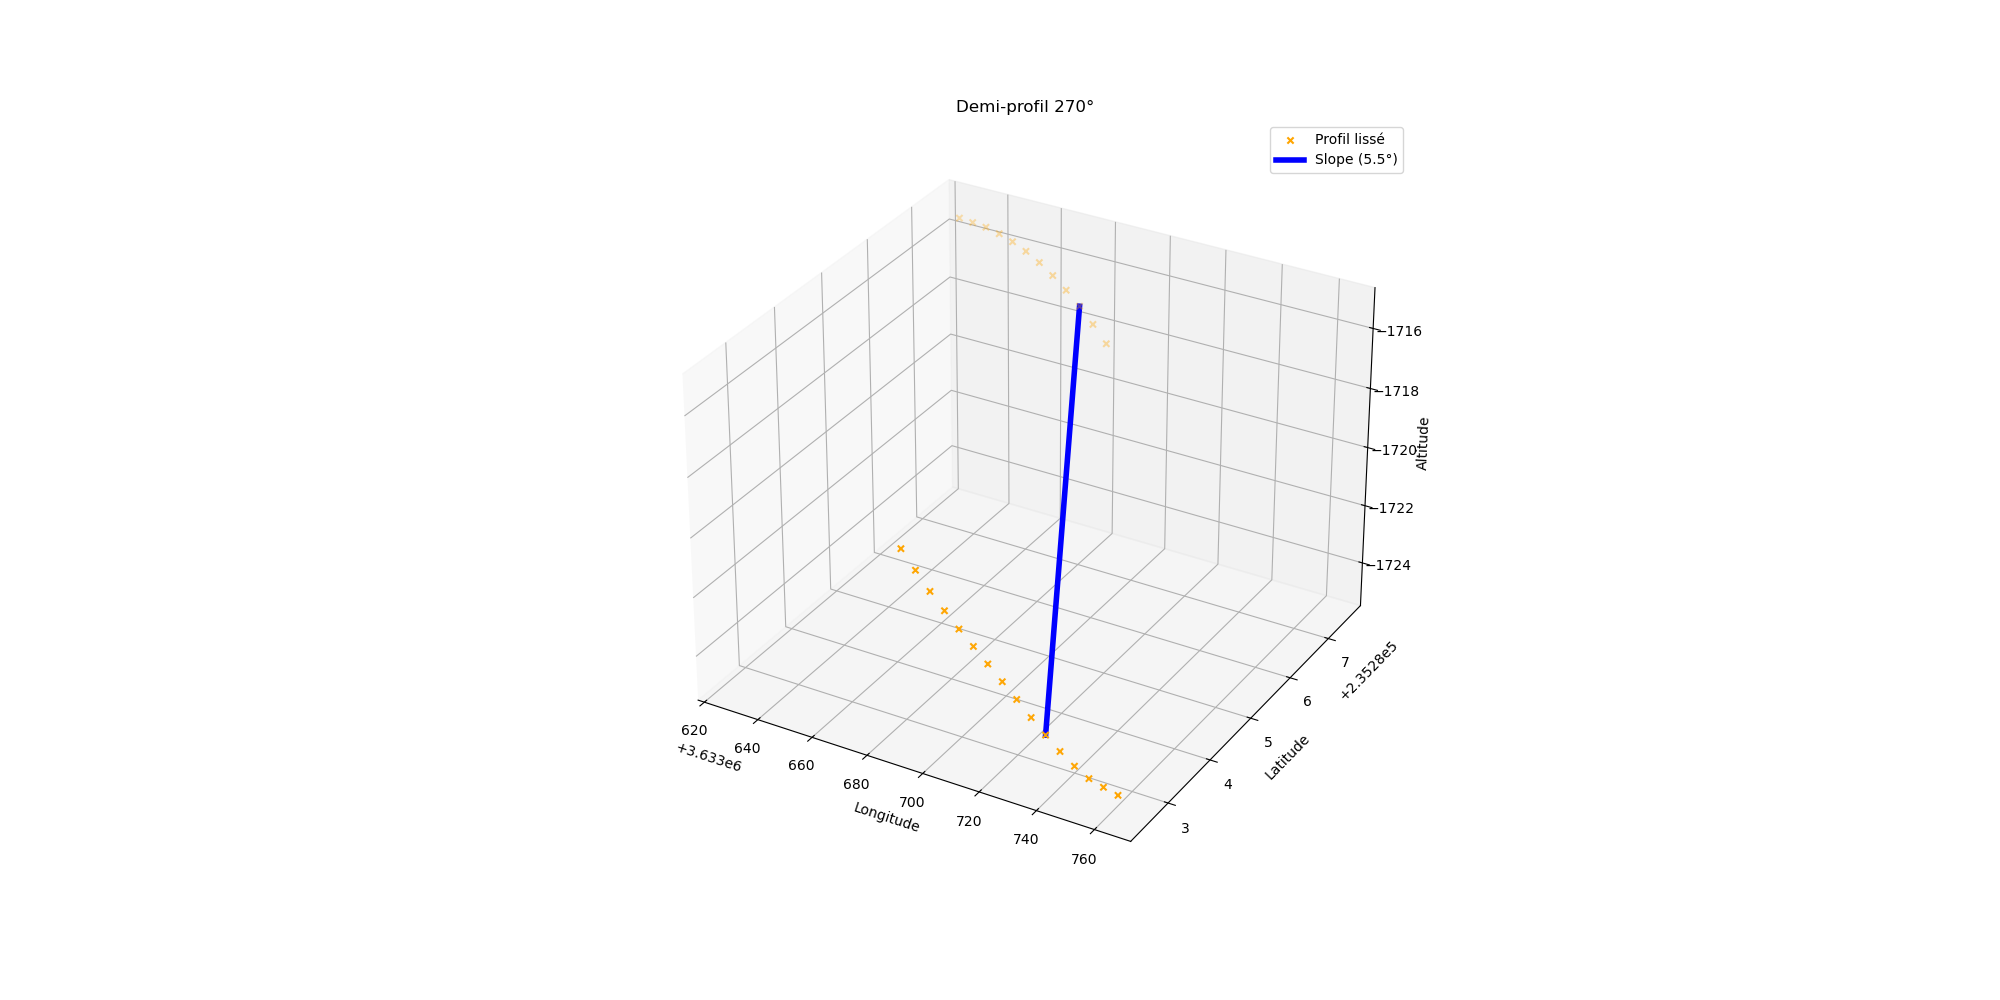 Demi-profil 270°
Profil lissé
Slope (5.5°)
−1716
−1718
−1720
−1722
−1724
Altitude
7
6
5
4
3
+2.3528e5
Latitude
620
640
660
680
700
720
740
760
+3.633e6
Longitude